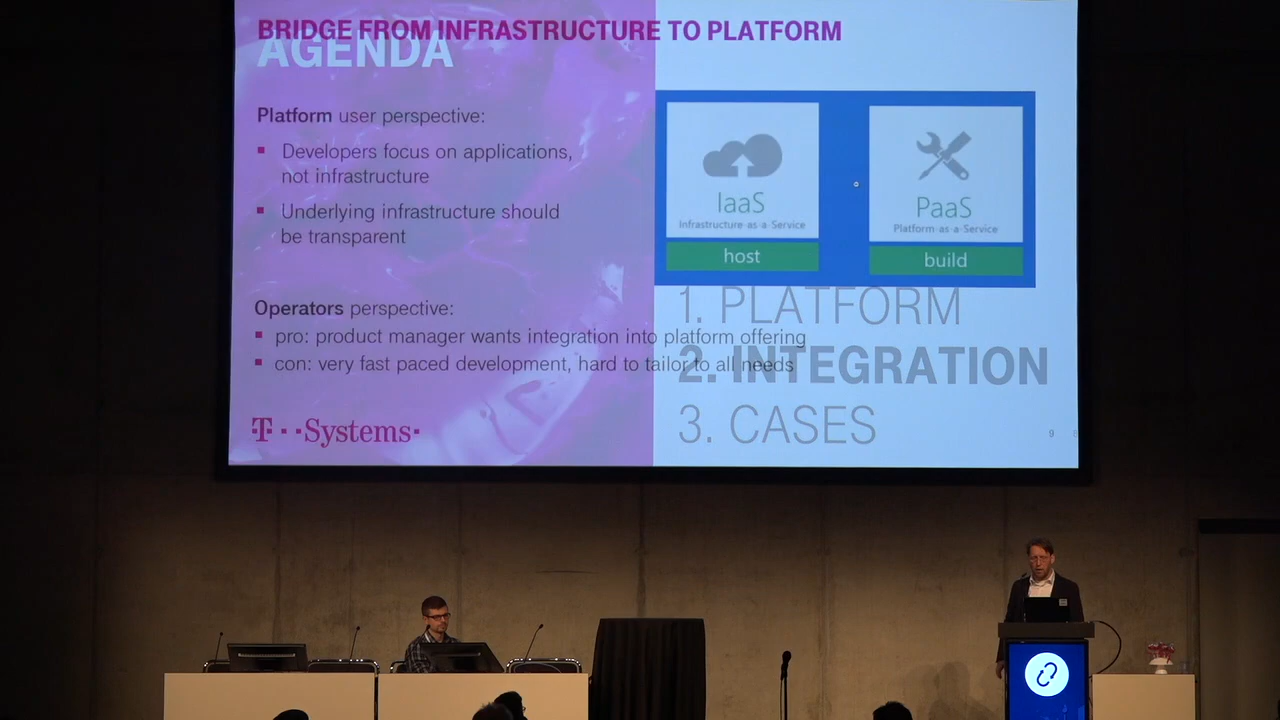 BRIDGE FROM INFRASTRUCTURE TO PLATFORM
AGENDA
Platform user perspective:
▪ Developers focus on applications,
not infrastructure
▪ Underlying infrastructure should
be transparent
IaaS
Infrastructure-as-a-Service
host
PaaS
Platform-as-a-Service
build
Operators perspective:
▪ pro: product manager wants integration into platform offering
▪ con: very fast paced development, hard to tailor to all needs
1. PLATFORM
2. INTEGRATION
3. CASES
T··Systems·
9